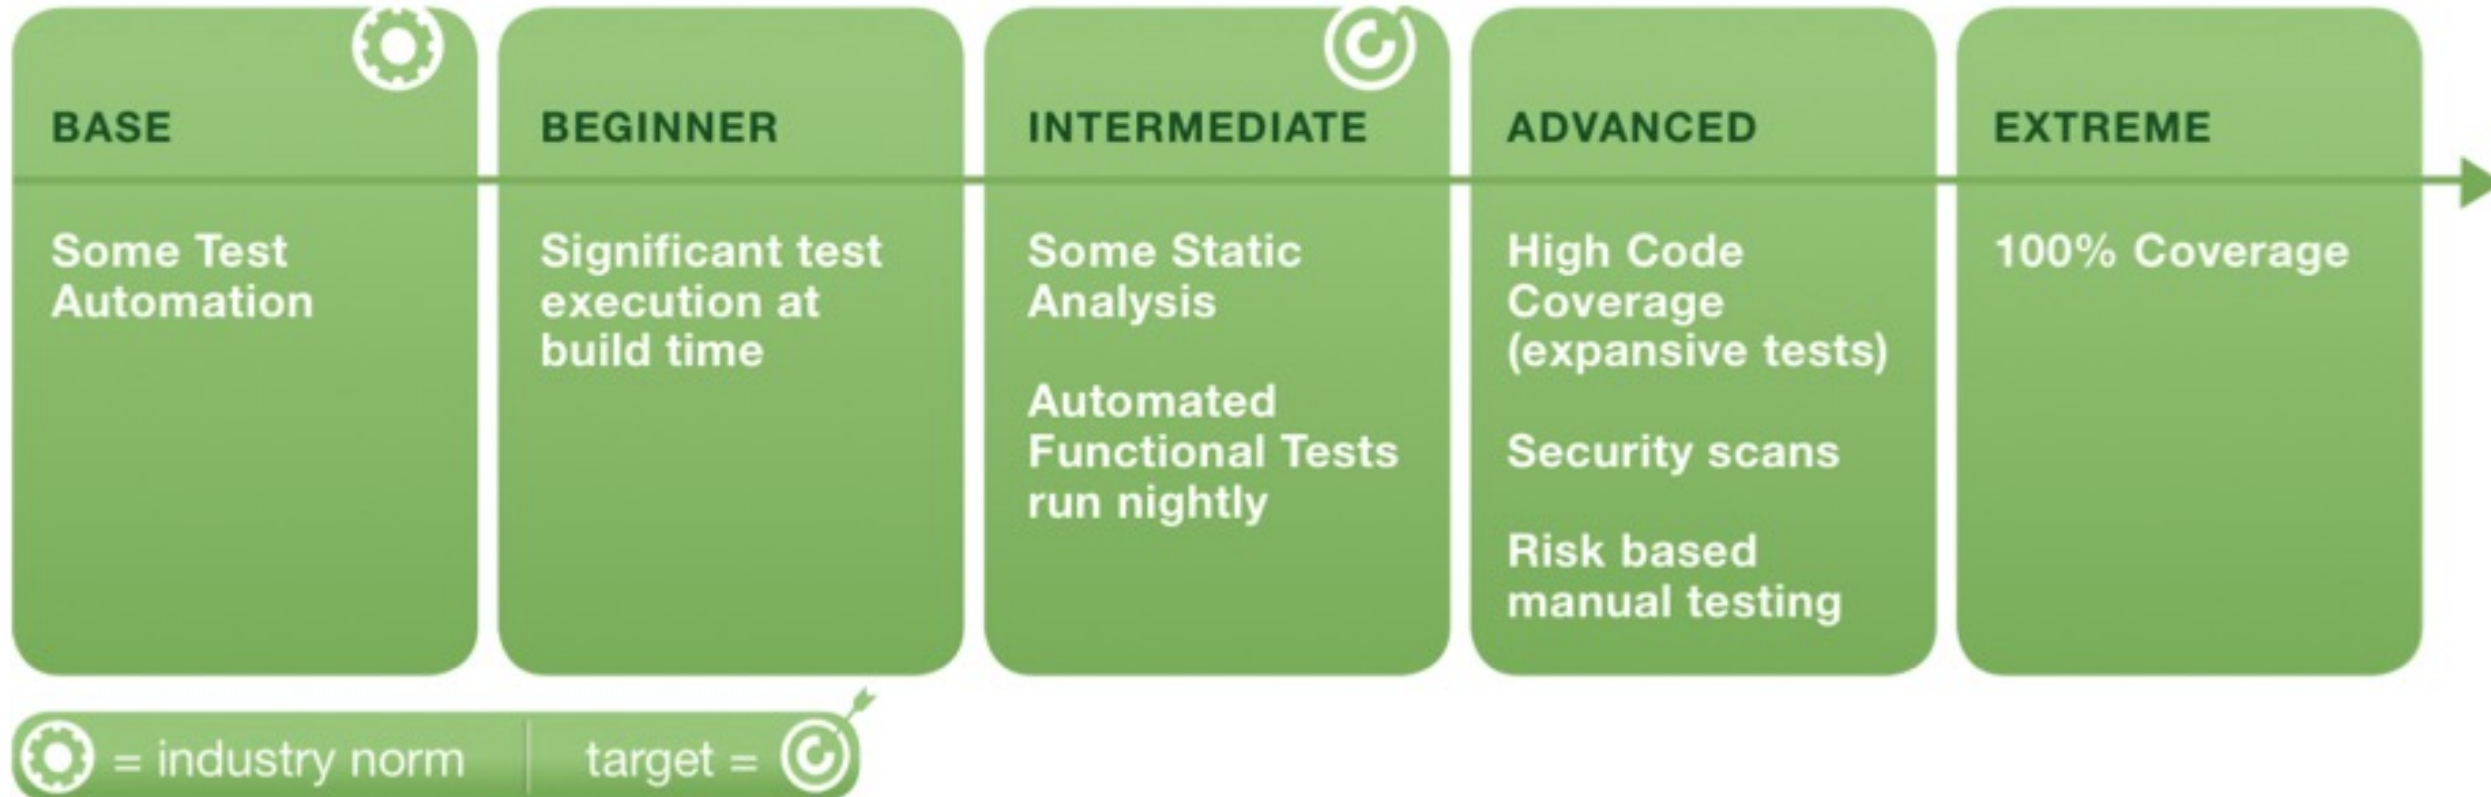 BASE
Some Test
Automation
BEGINNER
Significant test
execution at
build time
INTERMEDIATE
Some Static
Analysis
Automated
Functional Tests
run nightly
ADVANCED
High Code
Coverage
(expansive tests)
Security scans
Risk based
manual testing
EXTREME
100% Coverage
= industry norm
target =